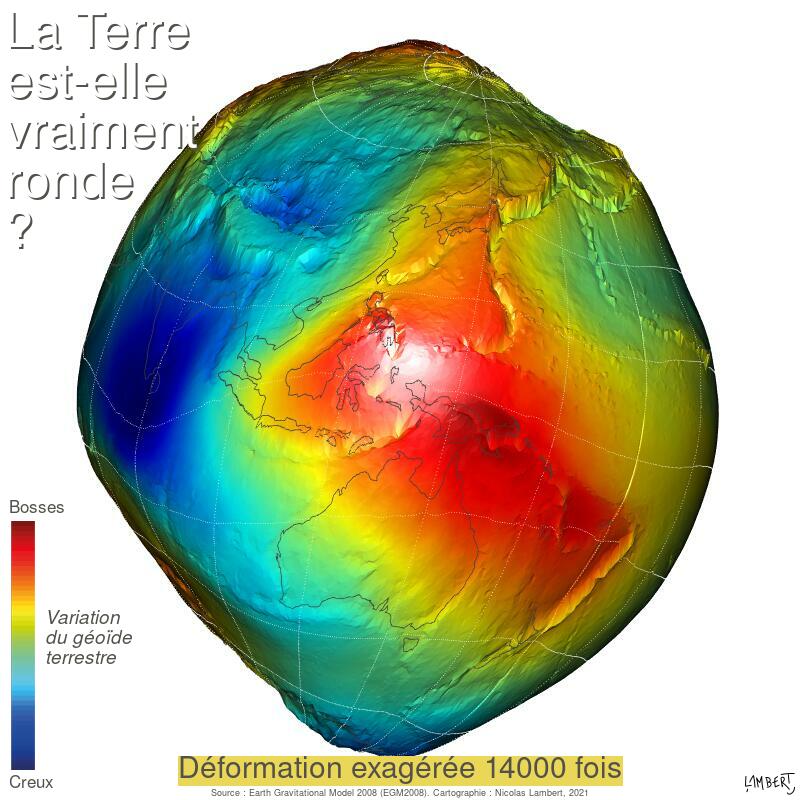 La Terre
est-elle
vraiment
ronde
?
Bosses
Variation
du géoïde
terrestre
Creux
Déformation exagérée 14000 fois
Source : Earth Gravitational Model 2008 (EGM2008). Cartographie : Nicolas Lambert, 2021
LAMBERT